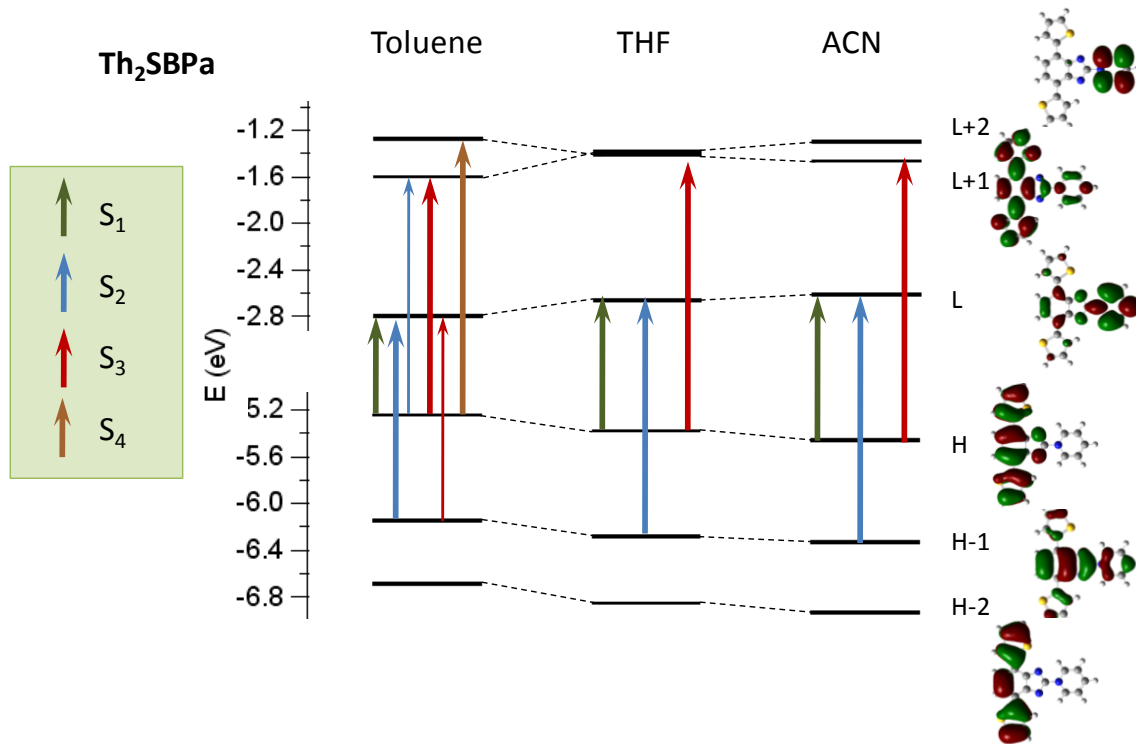 Th₂SBPa
Toluene
THF
ACN
S₁
S₂
S₃
S₄
E (eV)
-1.2
-1.6
-2.0
-2.4
-2.8
-5.2
-5.6
-6.0
-6.4
-6.8
L+2
L+1
L
H
H-1
H-2